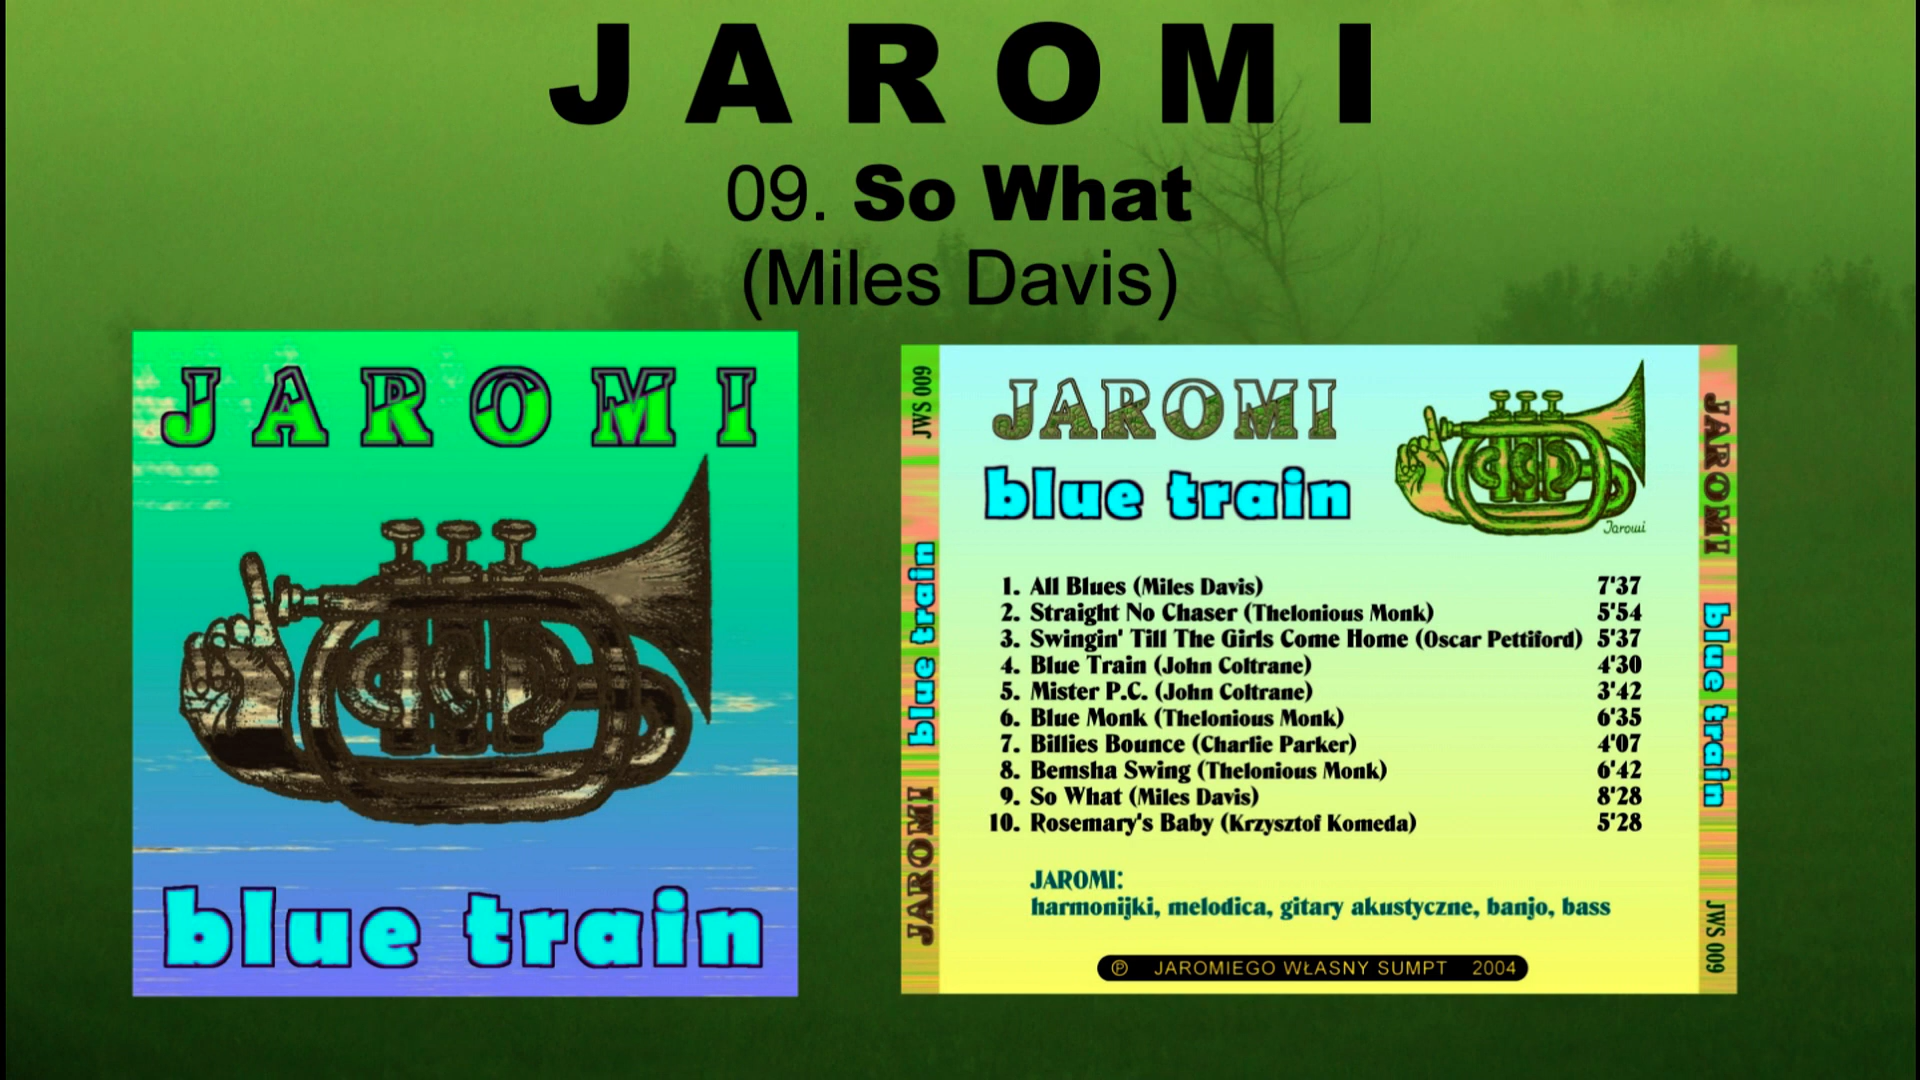 JAROMI
09. So What
(Miles Davis)
JAROMI
blue train
JWS 009
blue train
JAROMI
JAROMI
blue train
Jaromi
1. All Blues (Miles Davis) 7'37
2. Straight No Chaser (Thelonious Monk) 5'54
3. Swingin' Till The Girls Come Home (Oscar Pettiford) 5'37
4. Blue Train (John Coltrane) 4'30
5. Mister P.C. (John Coltrane) 3'42
6. Blue Monk (Thelonious Monk) 6'35
7. Billies Bounce (Charlie Parker) 4'07
8. Bemsha Swing (Thelonious Monk) 6'42
9. So What (Miles Davis) 8'28
10. Rosemary's Baby (Krzysztof Komeda) 5'28
JAROMI:
harmonijki, melodica, gitary akustyczne, banjo, bass
Ⓟ JAROMIEGO WŁASNY SUMPT 2004
JAROMI
blue train
JWS 009